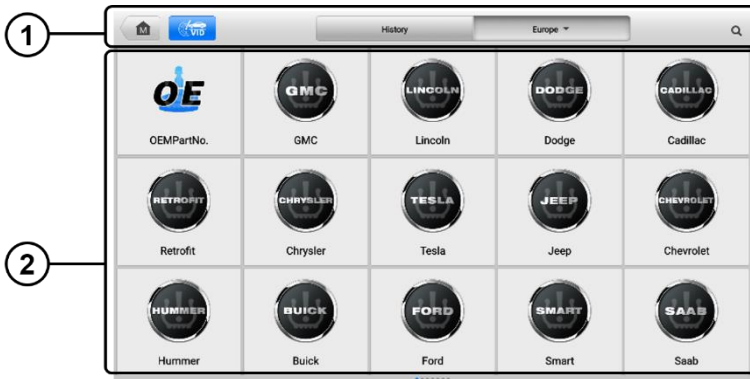 1
M
VID
History
Europe
OE
GMC
LINCOLN
DODGE
CADILLAC
OEMPartNo.
GMC
Lincoln
Dodge
Cadillac
RETROFIT
CHRYSLER
TESLA
JEEP
CHEVROLET
Retrofit
Chrysler
Tesla
Jeep
Chevrolet
2
HUMMER
BUICK
FORD
SMART
SAAB
Hummer
Buick
Ford
Smart
Saab